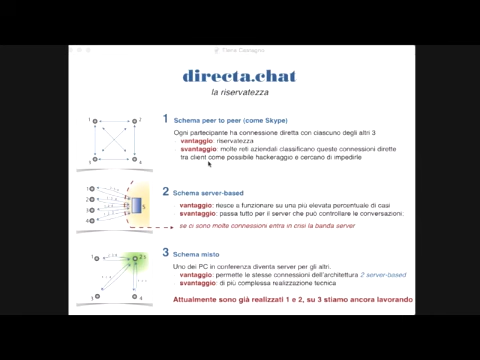 directa.chat
la riservatezza
1 Schema peer to peer (come Skype)
Ogni partecipante ha connessione diretta con ciascuno degli altri 3
vantaggio: riservatezza.
svantaggio: molte reti aziendali classificano queste connessioni dirette
tra client come possibile hackeraggio e cercano di impedirle
2 Schema server-based
vantaggio: riesce a funzionare su una più elevata percentuale di casi
svantaggio: passa tutto per il server che può controllare le conversazioni:
se ci sono molte connessioni entra in crisi la banda server
3 Schema misto
Uno dei PC in conferenza diventa server per gli altri.
vantaggio: permette le stesse connessioni dell'architettura 2 server-based
svantaggio: di più complessa realizzazione tecnica
Attualmente sono già realizzati 1 e 2, su 3 stiamo ancora lavorando